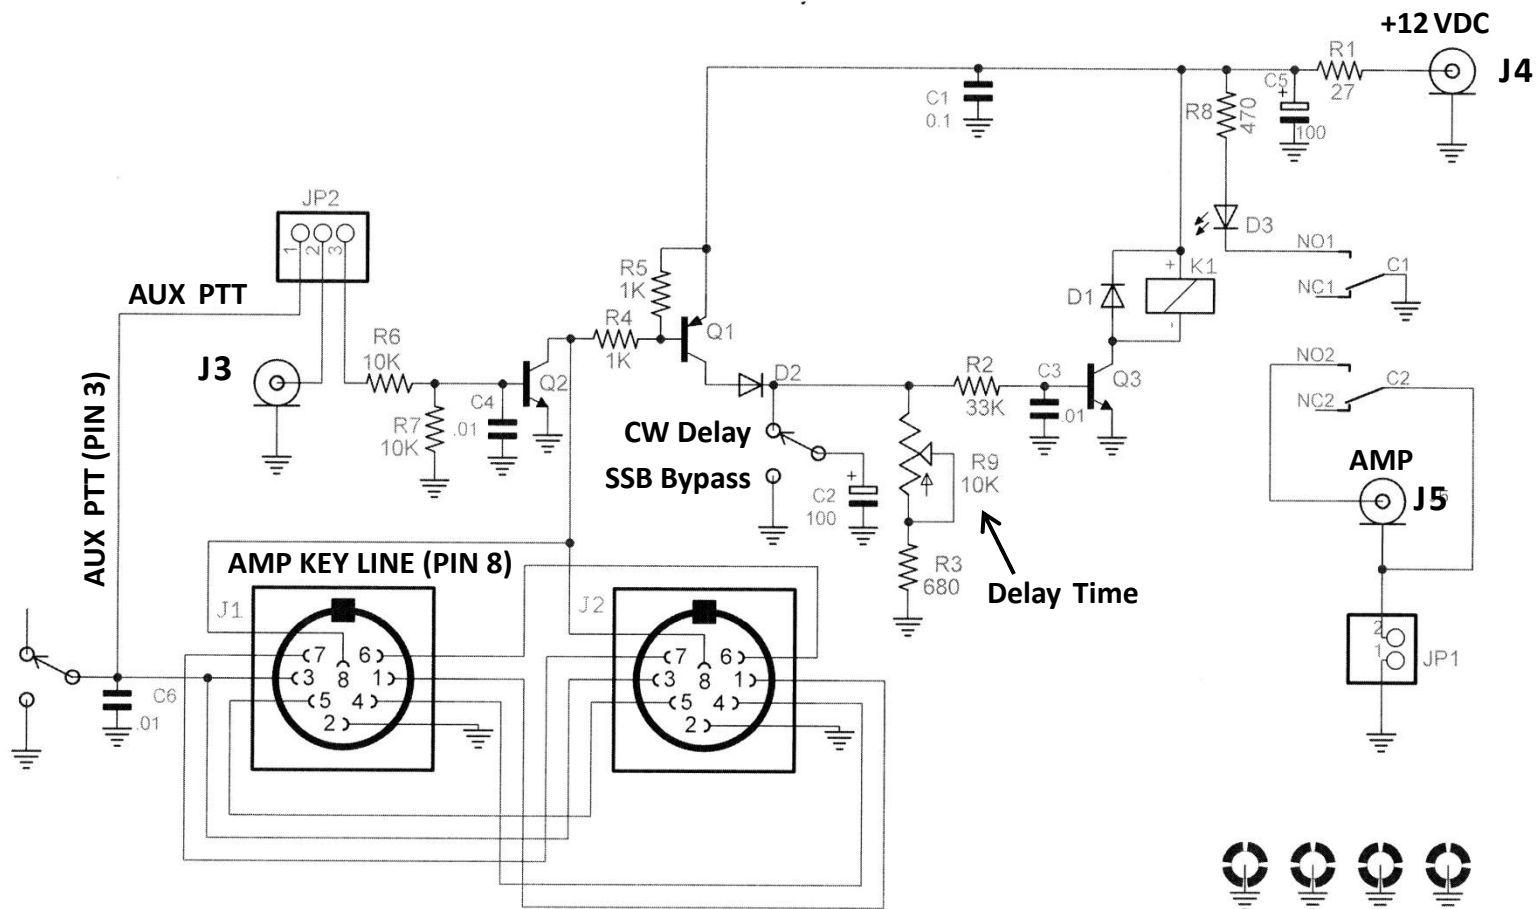 +12 VDC
R1
J4
27
C5
+
100
C1
0.1
R8
470
JP2
1
2
3
AUX PTT
D3
NO1
C1
NC1
R5
1K
K1
+
-
D1
R4
1K
Q1
R6
10K
J3
Q2
D2
R2
33K
C3
.01
Q3
NO2
C2
NC2
AUX PTT (PIN 3)
R7
10K
C4
.01
CW Delay
SSB Bypass
+
C2
100
R9
10K
AMP
J5
R3
680
Delay Time
AMP KEY LINE (PIN 8)
J1
7
6
3
8
1
5
4
2
J2
7
6
3
8
1
5
4
2
C6
.01
2
1
JP1